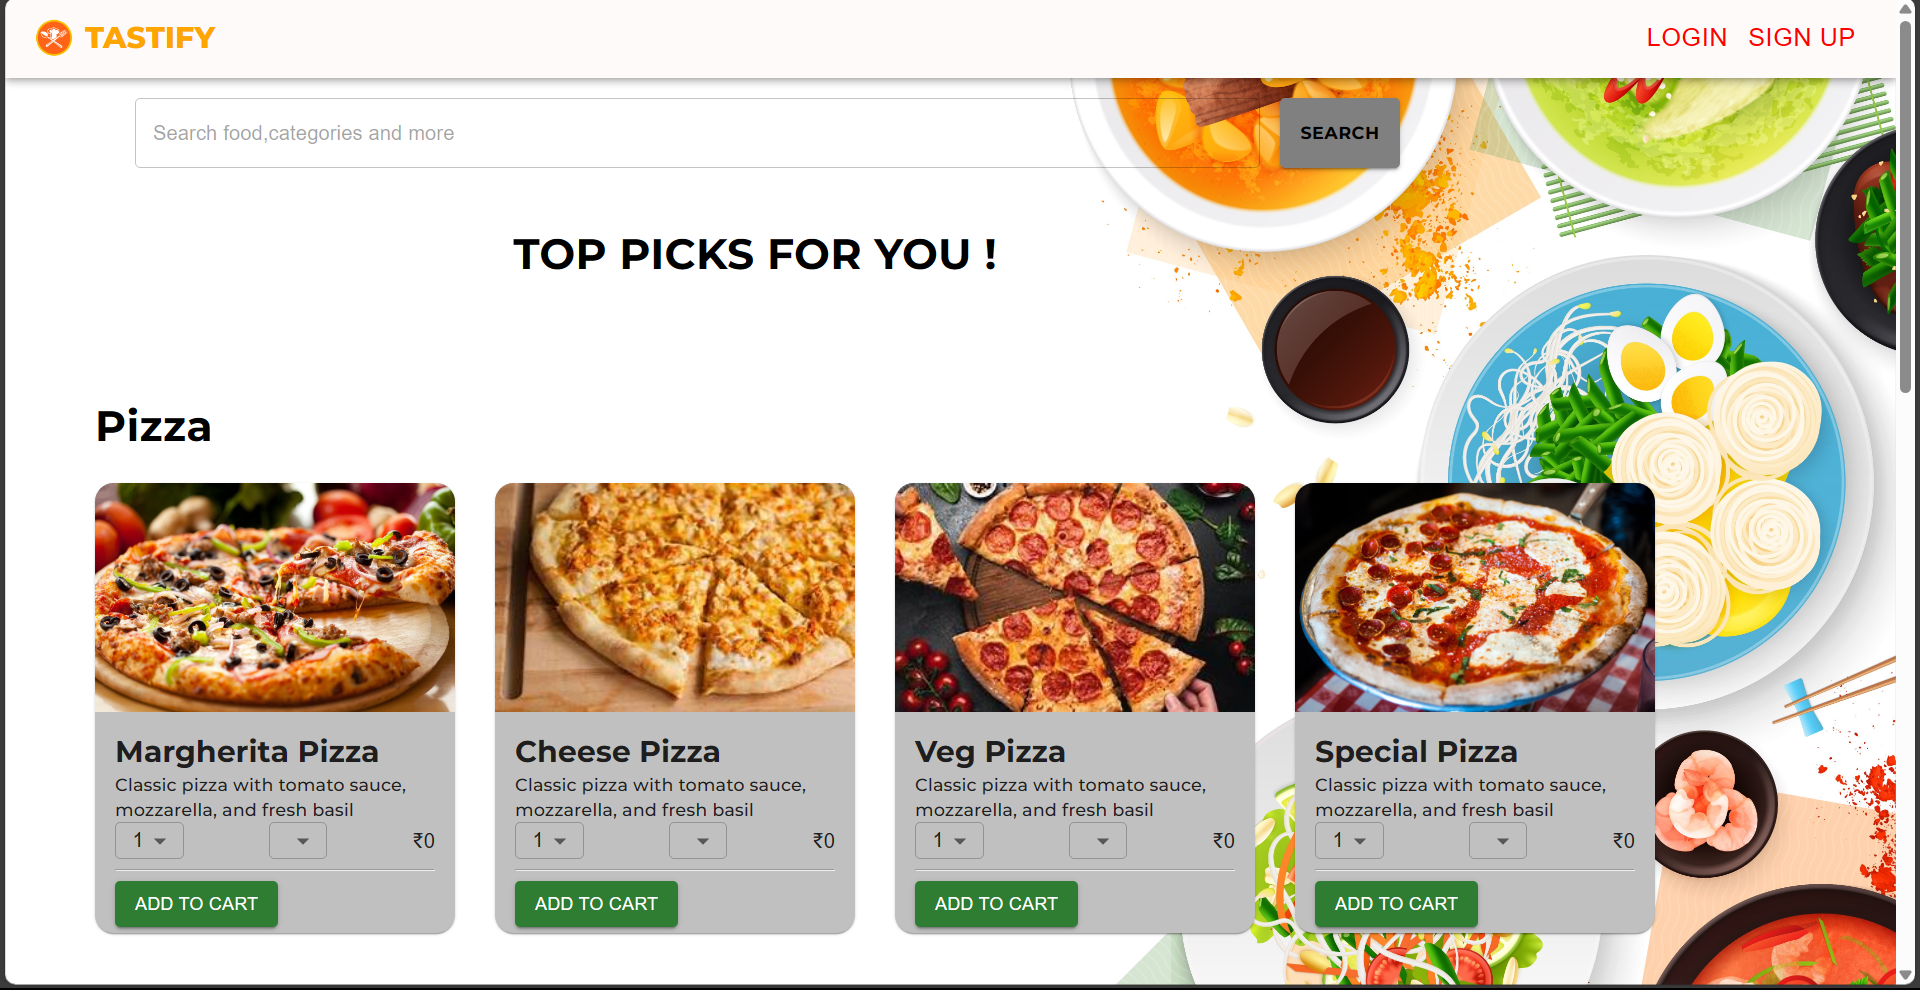 TASTIFY
LOGIN SIGN UP
Search food,categories and more
SEARCH
TOP PICKS FOR YOU !
Pizza
Margherita Pizza
Classic pizza with tomato sauce,
mozzarella, and fresh basil
1 ₹0
ADD TO CART
Cheese Pizza
Classic pizza with tomato sauce,
mozzarella, and fresh basil
1 ₹0
ADD TO CART
Veg Pizza
Classic pizza with tomato sauce,
mozzarella, and fresh basil
1 ₹0
ADD TO CART
Special Pizza
Classic pizza with tomato sauce,
mozzarella, and fresh basil
1 ₹0
ADD TO CART